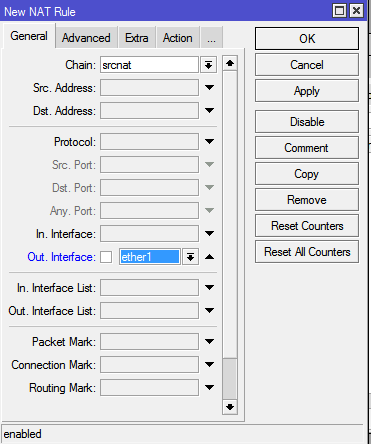 New NAT Rule
General Advanced Extra Action ...
Chain: srcnat
Src. Address:
Dst. Address:
Protocol:
Src. Port:
Dst. Port:
Any. Port:
In. Interface:
Out. Interface: ether1
In. Interface List:
Out. Interface List:
Packet Mark:
Connection Mark:
Routing Mark:
OK
Cancel
Apply
Disable
Comment
Copy
Remove
Reset Counters
Reset All Counters
enabled